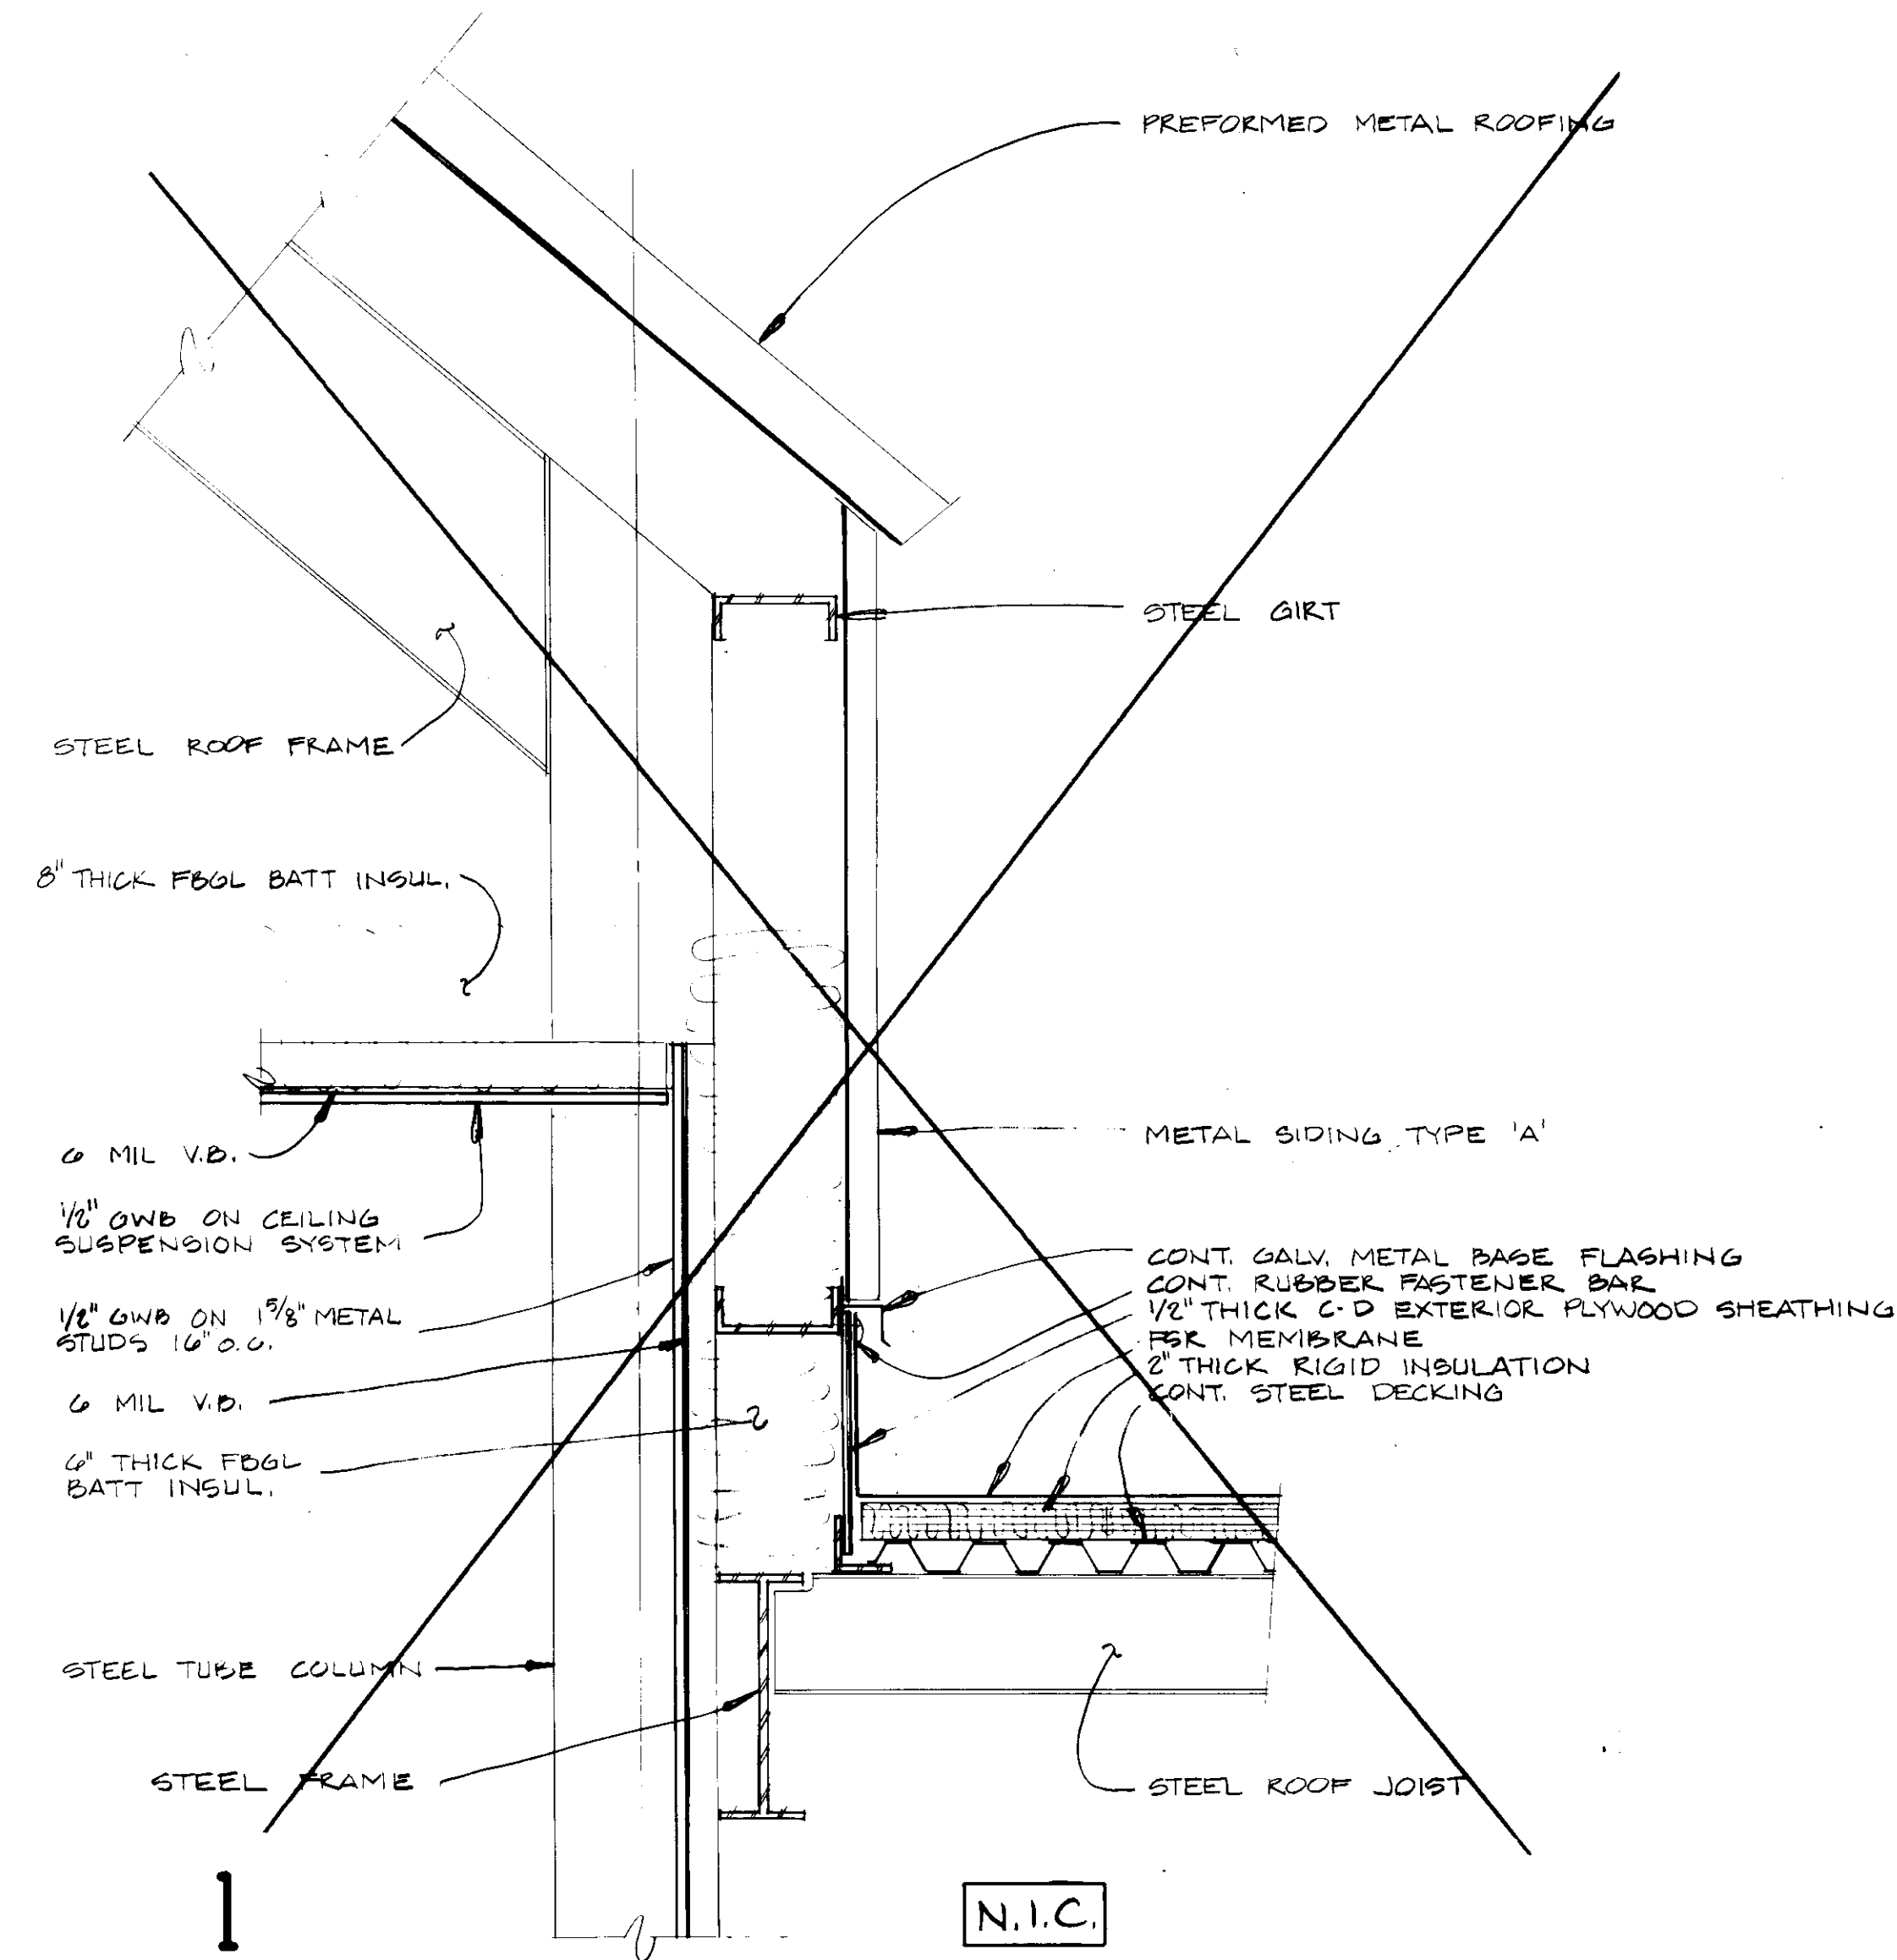 PREFORMED METAL ROOFING
STEEL GIRT
STEEL ROOF FRAME
8" THICK FBGL BATT INSUL.
6 MIL V.B.
1/2" GWB ON CEILING
SUSPENSION SYSTEM
1/2" GWB ON 1 5/8" METAL
STUDS 16" O.C.
6 MIL V.B.
6" THICK FBGL
BATT INSUL.
STEEL TUBE COLUMN
STEEL FRAME
METAL SIDING TYPE 'A'
CONT. GALV. METAL BASE FLASHING
CONT. RUBBER FASTENER BAR
1/2" THICK C-D EXTERIOR PLYWOOD SHEATHING
FSR MEMBRANE
2" THICK RIGID INSULATION
CONT. STEEL DECKING
STEEL ROOF JOIST
1
N.I.C.